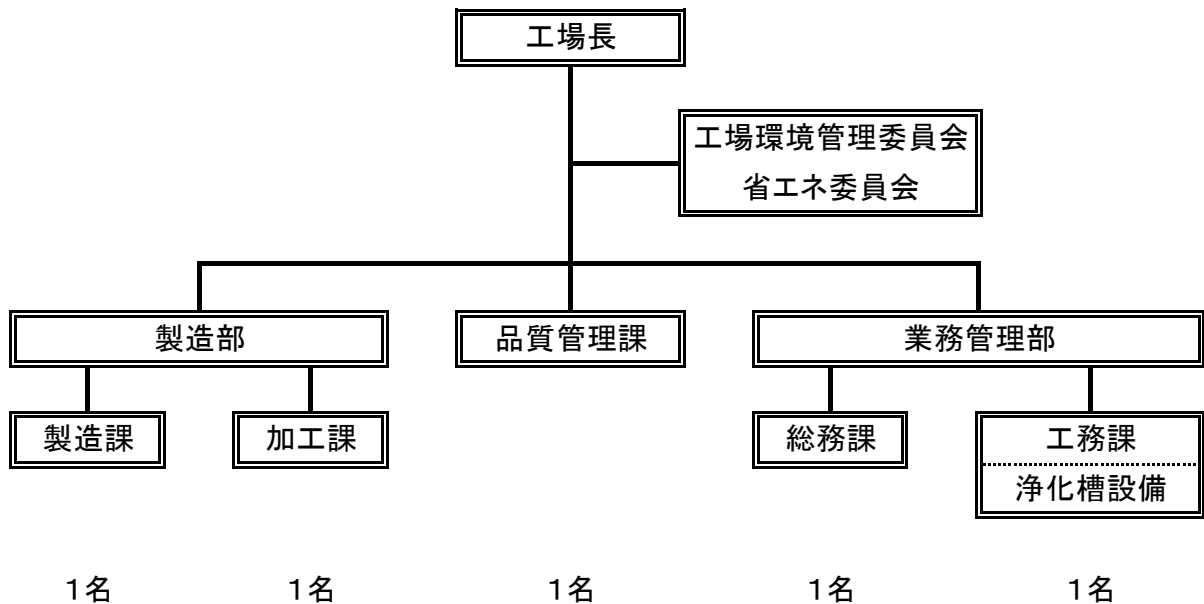 工場長
工場環境管理委員会
省エネ委員会
製造部
品質管理課
業務管理部
製造課
加工課
総務課
工務課
浄化槽設備
1名
1名
1名
1名
1名